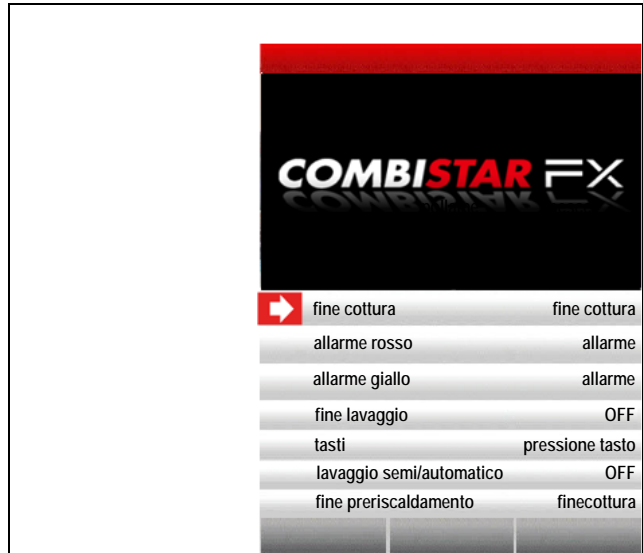 COMBISTAR FX
fine cottura fine cottura
allarme rosso allarme
allarme giallo allarme
fine lavaggio OFF
tasti pressione tasto
lavaggio semi/automatico OFF
fine preriscaldamento finecottura